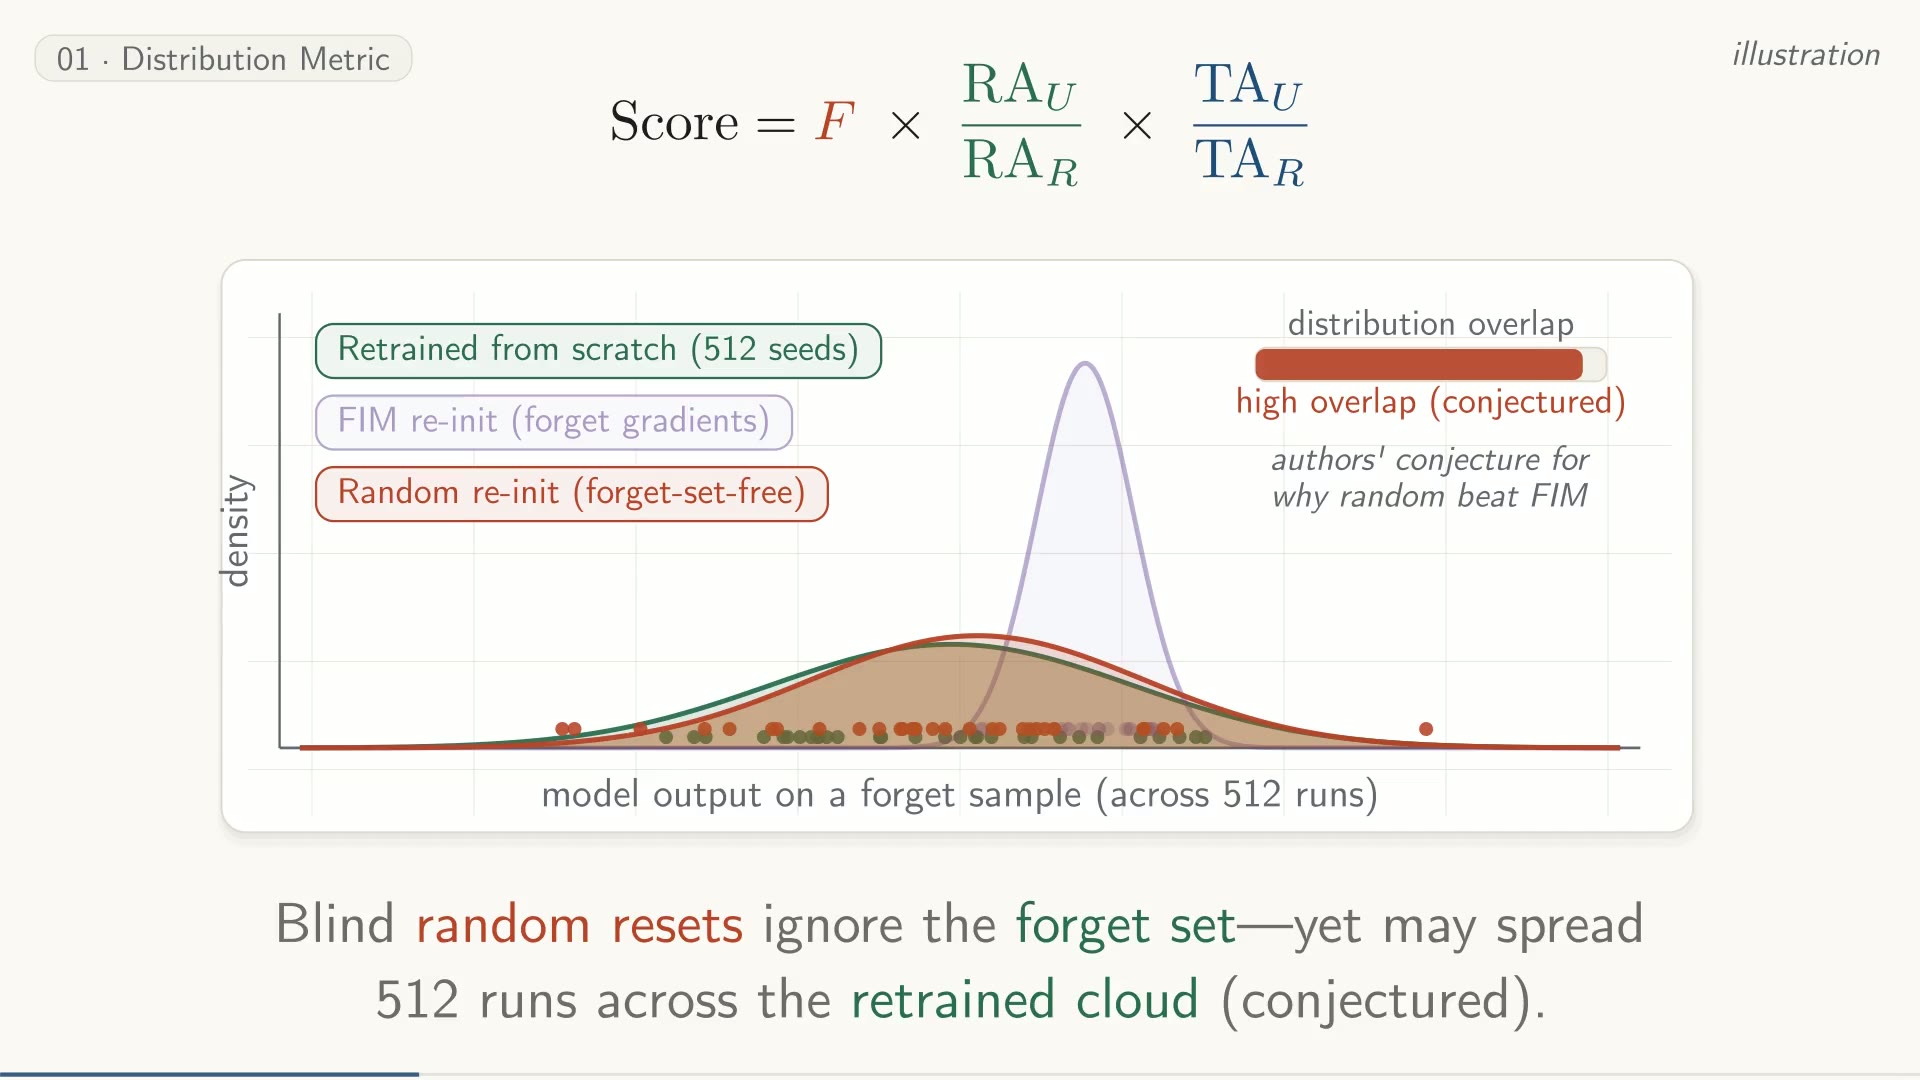 01 · Distribution Metric
illustration
Score = F × RA_U / RA_R × TA_U / TA_R
Retrained from scratch (512 seeds)
FIM re-init (forget gradients)
Random re-init (forget-set-free)
distribution overlap
high overlap (conjectured)
authors' conjecture for
why random beat FIM
density
model output on a forget sample (across 512 runs)
Blind random resets ignore the forget set—yet may spread
512 runs across the retrained cloud (conjectured).